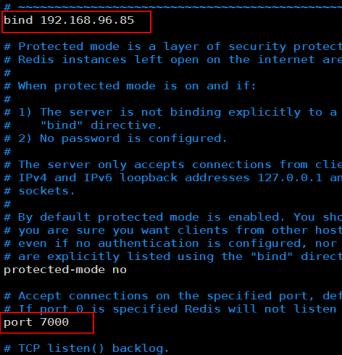 # ~~~~~~~~~~~~~~~~~~~~~~~~~~~~~~~~~~~~~~~~~~~~~~~
bind 192.168.96.85
# Protected mode is a layer of security protect
# Redis instances left open on the internet are
#
# When protected mode is on and if:
#
# 1) The server is not binding explicitly to a
#    "bind" directive.
# 2) No password is configured.
#
# The server only accepts connections from clie
# IPv4 and IPv6 loopback addresses 127.0.0.1 an
# sockets.
#
# By default protected mode is enabled. You sho
# you are sure you want clients from other host
# even if no authentication is configured, nor
# are explicitly listed using the "bind" direct
protected-mode no
# Accept connections on the specified port, def
# If port 0 is specified Redis will not listen
port 7000
# TCP listen() backlog.